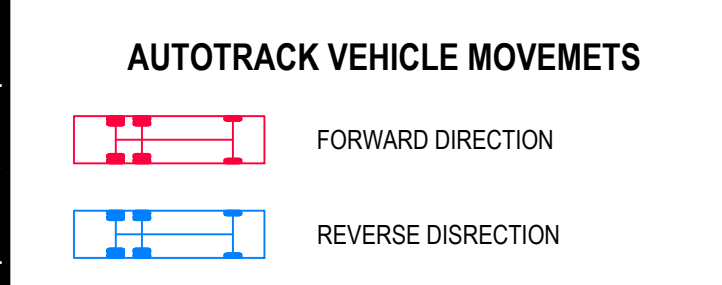 AUTOTRACK VEHICLE MOVEMETS
FORWARD DIRECTION
REVERSE DISRECTION